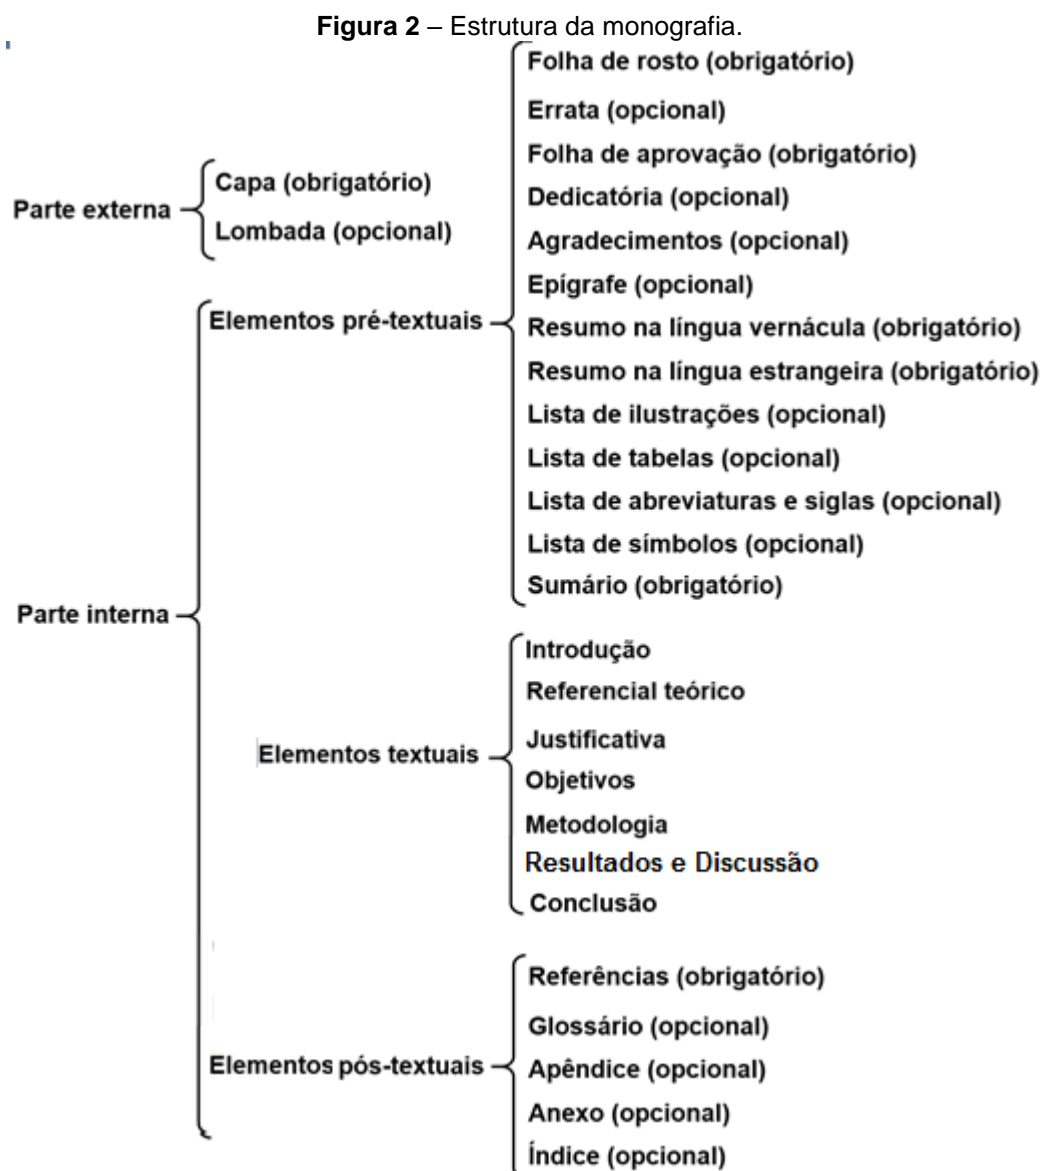 Figura 2 – Estrutura da monografia.
Parte externa
Capa (obrigatório)
Lombada (opcional)
Parte interna
Elementos pré-textuais
Folha de rosto (obrigatório)
Errata (opcional)
Folha de aprovação (obrigatório)
Dedicatória (opcional)
Agradecimentos (opcional)
Epígrafe (opcional)
Resumo na língua vernácula (obrigatório)
Resumo na língua estrangeira (obrigatório)
Lista de ilustrações (opcional)
Lista de tabelas (opcional)
Lista de abreviaturas e siglas (opcional)
Lista de símbolos (opcional)
Sumário (obrigatório)
Elementos textuais
Introdução
Referencial teórico
Justificativa
Objetivos
Metodologia
Resultados e Discussão
Conclusão
Elementos pós-textuais
Referências (obrigatório)
Glossário (opcional)
Apêndice (opcional)
Anexo (opcional)
Índice (opcional)